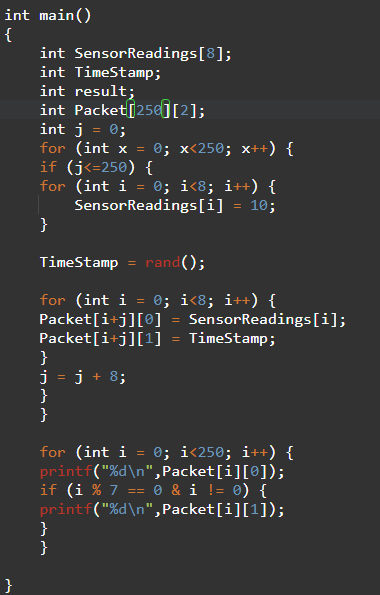 int main()
{
    int SensorReadings[8];
    int TimeStamp;
    int result;
    int Packet[250][2];
    int j = 0;
    for (int x = 0; x<250; x++) {
    if (j<=250) {
    for (int i = 0; i<8; i++) {
        SensorReadings[i] = 10;
    }

    TimeStamp = rand();

    for (int i = 0; i<8; i++) {
    Packet[i+j][0] = SensorReadings[i];
    Packet[i+j][1] = TimeStamp;
    }
    j = j + 8;
    }
    }

    for (int i = 0; i<250; i++) {
    printf("%d\n",Packet[i][0]);
    if (i % 7 == 0 & i != 0) {
    printf("%d\n",Packet[i][1]);
    }
    }

}